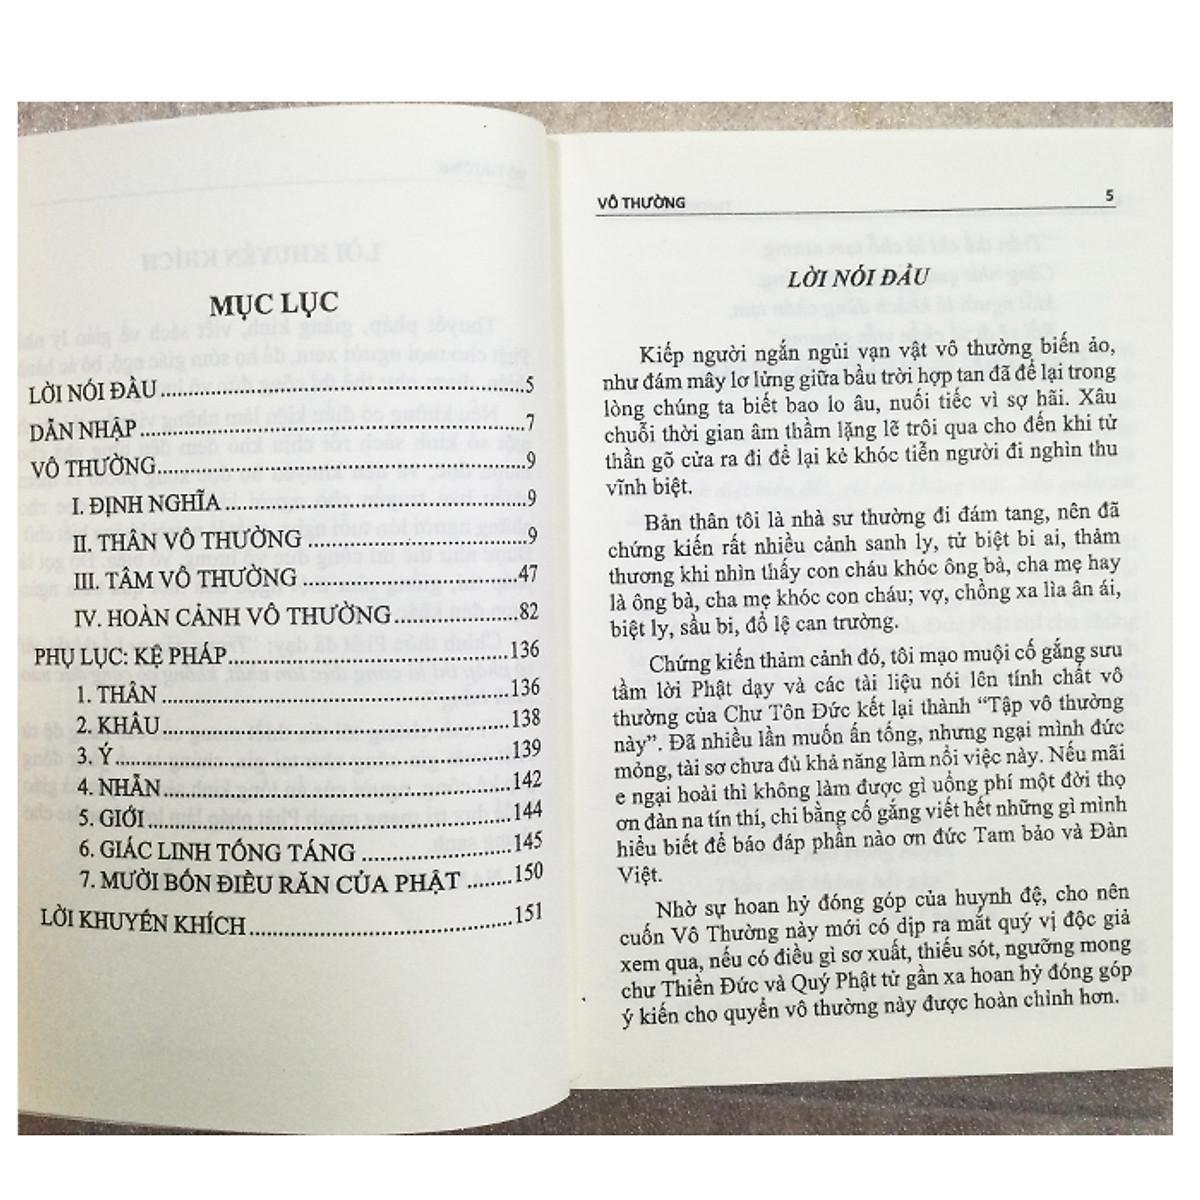 MỤC LỤC
LỜI NÓI ĐẦU.....5
DẪN NHẬP.....7
VÔ THƯỜNG.....9
I. ĐỊNH NGHĨA.....9
II. THÂN VÔ THƯỜNG.....9
III. TÂM VÔ THƯỜNG.....47
IV. HOÀN CẢNH VÔ THƯỜNG.....82
PHỤ LỤC: KỆ PHÁP.....136
1. THÂN.....136
2. KHẨU.....138
3. Ý.....139
4. NHẪN.....142
5. GIỚI.....144
6. GIÁC LINH TỐNG TÁNG.....145
7. MƯỜI BỐN ĐIỀU RĂN CỦA PHẬT.....150
LỜI KHUYẾN KHÍCH.....151
VÔ THƯỜNG 5
LỜI NÓI ĐẦU
Kiếp người ngắn ngủi vạn vật vô thường biến ảo,
như đám mây lơ lửng giữa bầu trời hợp tan đã để lại trong
lòng chúng ta biết bao lo âu, nuối tiếc vì sợ hãi. Xâu
chuỗi thời gian âm thầm lặng lẽ trôi qua cho đến khi tử
thần gõ cửa ra đi để lại kẻ khóc tiễn người đi nghìn thu
vĩnh biệt.
Bản thân tôi là nhà sư thường đi đám tang, nên đã
chứng kiến rất nhiều cảnh sanh ly, tử biệt bi ai, thảm
thương khi nhìn thấy con cháu khóc ông bà, cha mẹ hay
là ông bà, cha mẹ khóc con cháu; vợ, chồng xa lìa ân ái,
biệt ly, sầu bi, đổ lệ can trường.
Chứng kiến thảm cảnh đó, tôi mạo muội cố gắng sưu
tầm lời Phật dạy và các tài liệu nói lên tính chất vô
thường của Chư Tôn Đức kết lại thành “Tập vô thường
này”. Đã nhiều lần muốn ấn tống, nhưng ngại mình đức
mỏng, tài sơ chưa đủ khả năng làm nổi việc này. Nếu mãi
e ngại hoài thì không làm được gì uổng phí một đời thọ
ơn đàn na tín thí, chi bằng cố gắng viết hết những gì mình
hiểu biết để báo đáp phần nào ơn đức Tam bảo và Đàn
Việt.
Nhờ sự hoan hỷ đóng góp của huynh đệ, cho nên
cuốn Vô Thường này mới có dịp ra mắt quý vị độc giả
xem qua, nếu có điều gì sơ xuất, thiếu sót, ngưỡng mong
chư Thiền Đức và Quý Phật tử gần xa hoan hỷ đóng góp
ý kiến cho quyển vô thường này được hoàn chỉnh hơn.